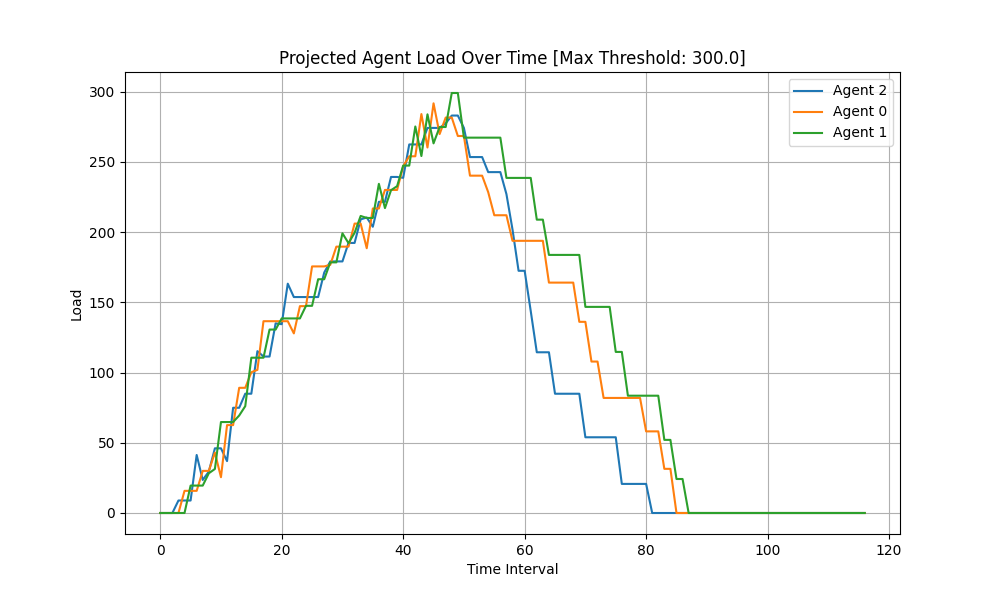 Projected Agent Load Over Time [Max Threshold: 300.0]
Agent 2
Agent 0
Agent 1
Load
300
250
200
150
100
50
0
0 20 40 60 80 100 120
Time Interval